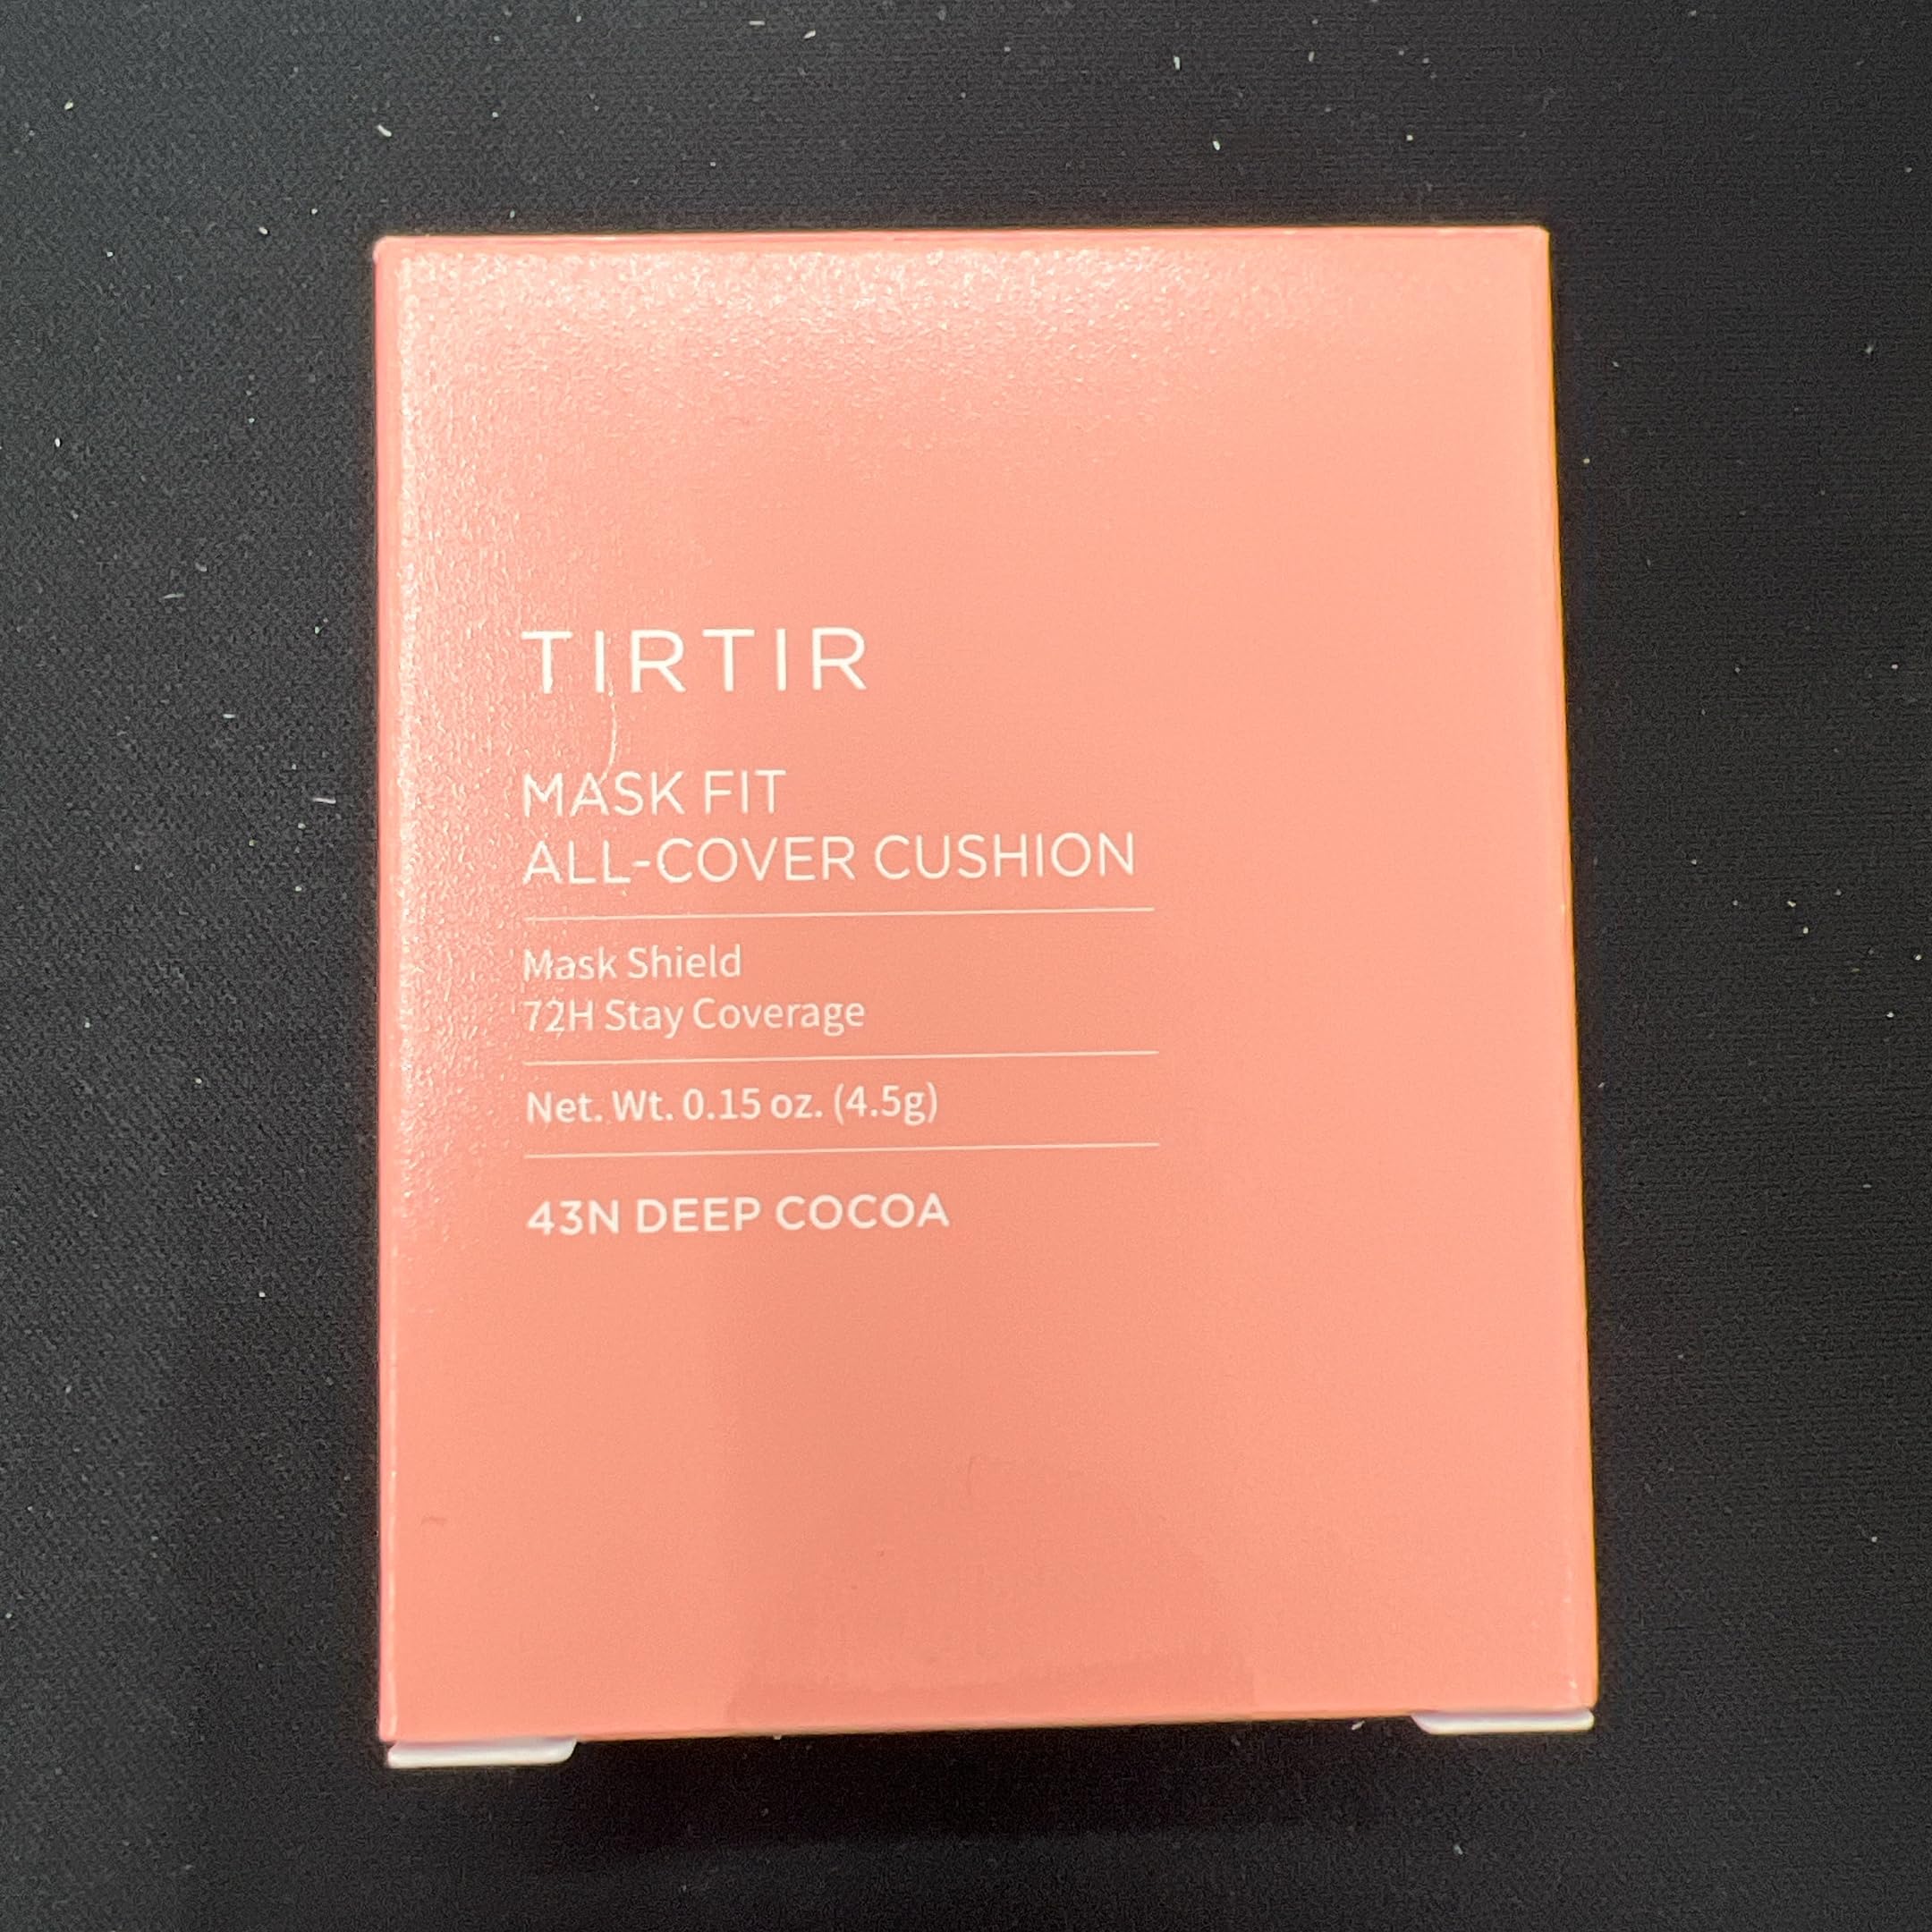 TIRTIR
MASK FIT
ALL-COVER CUSHION
Mask Shield
72H Stay Coverage
Net. Wt. 0.15 oz. (4.5g)
43N DEEP COCOA